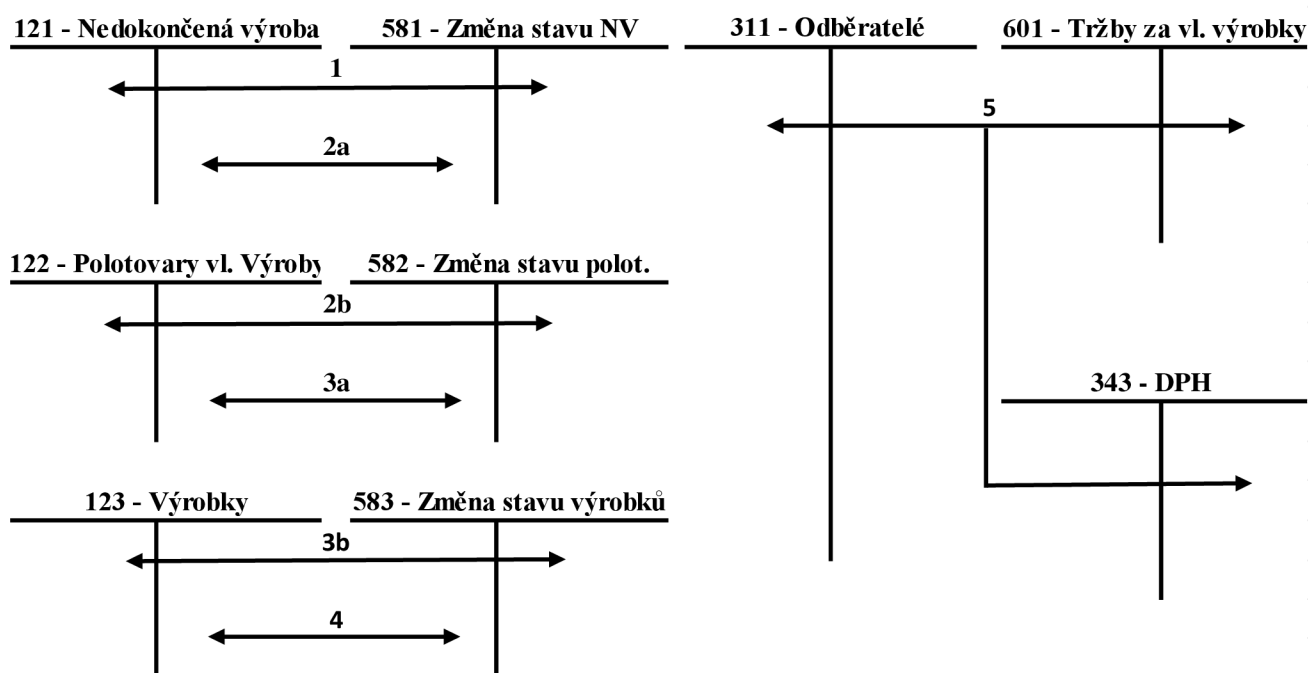 121 - Nedokončená výroba
581 - Změna stavu NV
311 - Odběratelé
601 - Tržby za vl. výrobky
1
5
2a
122 - Polotovary vl. Výroby
582 - Změna stavu polot.
2b
3a
343 - DPH
123 - Výrobky
583 - Změna stavu výrobků
3b
4